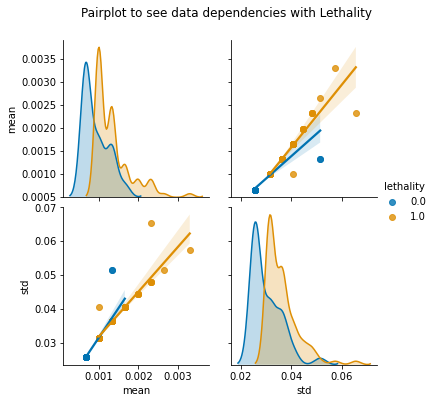 Pairplot to see data dependencies with Lethality
0.0035
0.0030
0.0025
0.0020
0.0015
0.0010
0.0005
mean
lethality
0.0
1.0
0.07
0.06
0.05
0.04
0.03
std
0.001 0.002 0.003
mean
0.02 0.04 0.06
std